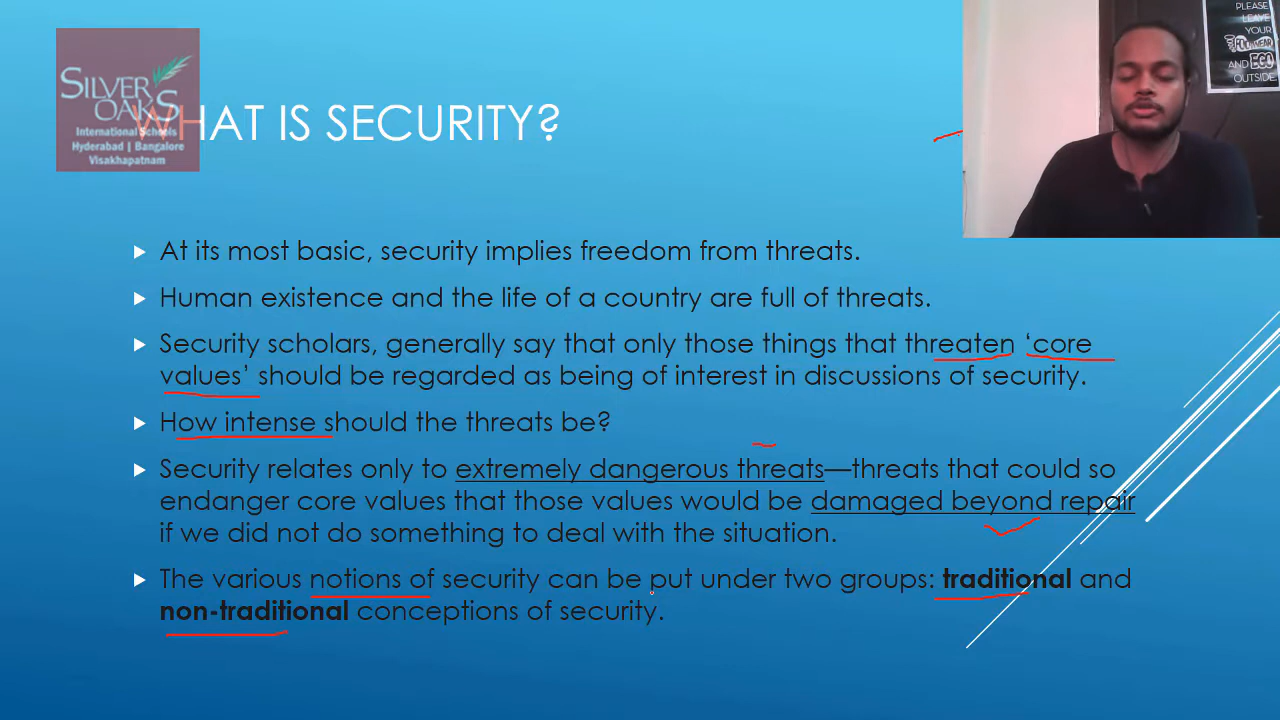 SILVER
OAKS
International Schools
Hyderabad | Bangalore
Visakhapatnam
WHAT IS SECURITY?
PLEASE
LEAVE
YOUR
FOOTWEAR
AND EGO
OUTSIDE
At its most basic, security implies freedom from threats.
Human existence and the life of a country are full of threats.
Security scholars, generally say that only those things that threaten ‘core
values’ should be regarded as being of interest in discussions of security.
How intense should the threats be?
Security relates only to extremely dangerous threats—threats that could so
endanger core values that those values would be damaged beyond repair
if we did not do something to deal with the situation.
The various notions of security can be put under two groups: traditional and
non-traditional conceptions of security.